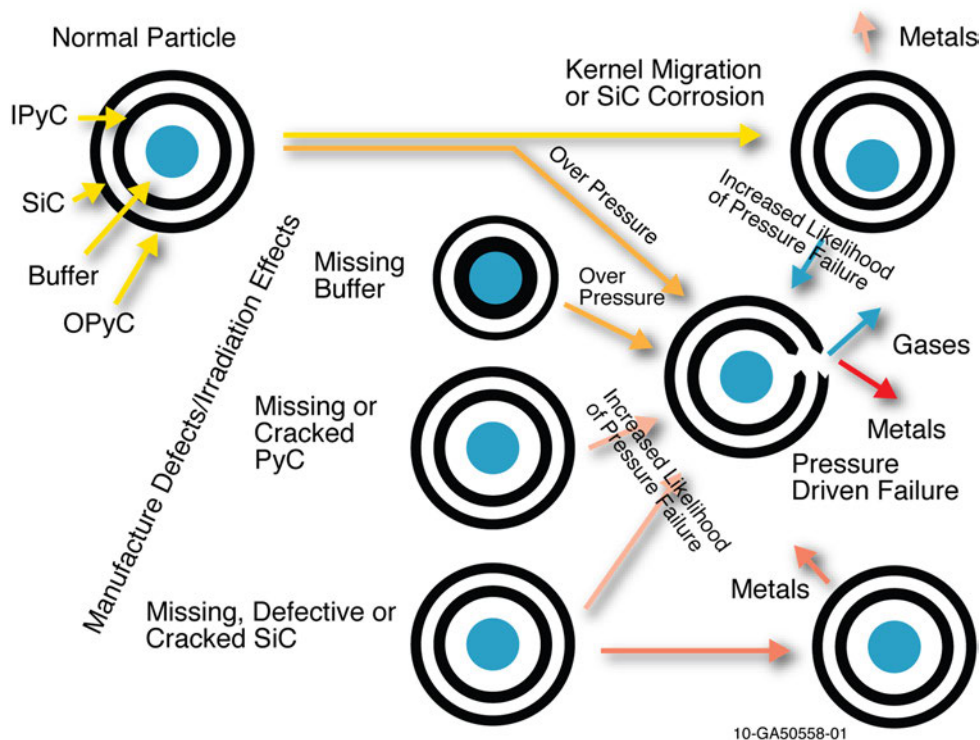 Normal Particle
IPyC
SiC
Buffer
OPyC
Kernel Migration
or SiC Corrosion
Metals
Over Pressure
Increased Likelihood
of Pressure Failure
Manufacture Defects/Irradiation Effects
Missing
Buffer
Over
Pressure
Gases
Metals
Pressure
Driven Failure
Missing or
Cracked
PyC
Increased Likelihood
of Pressure Failure
Missing, Defective or
Cracked SiC
Metals
10-GA50558-01